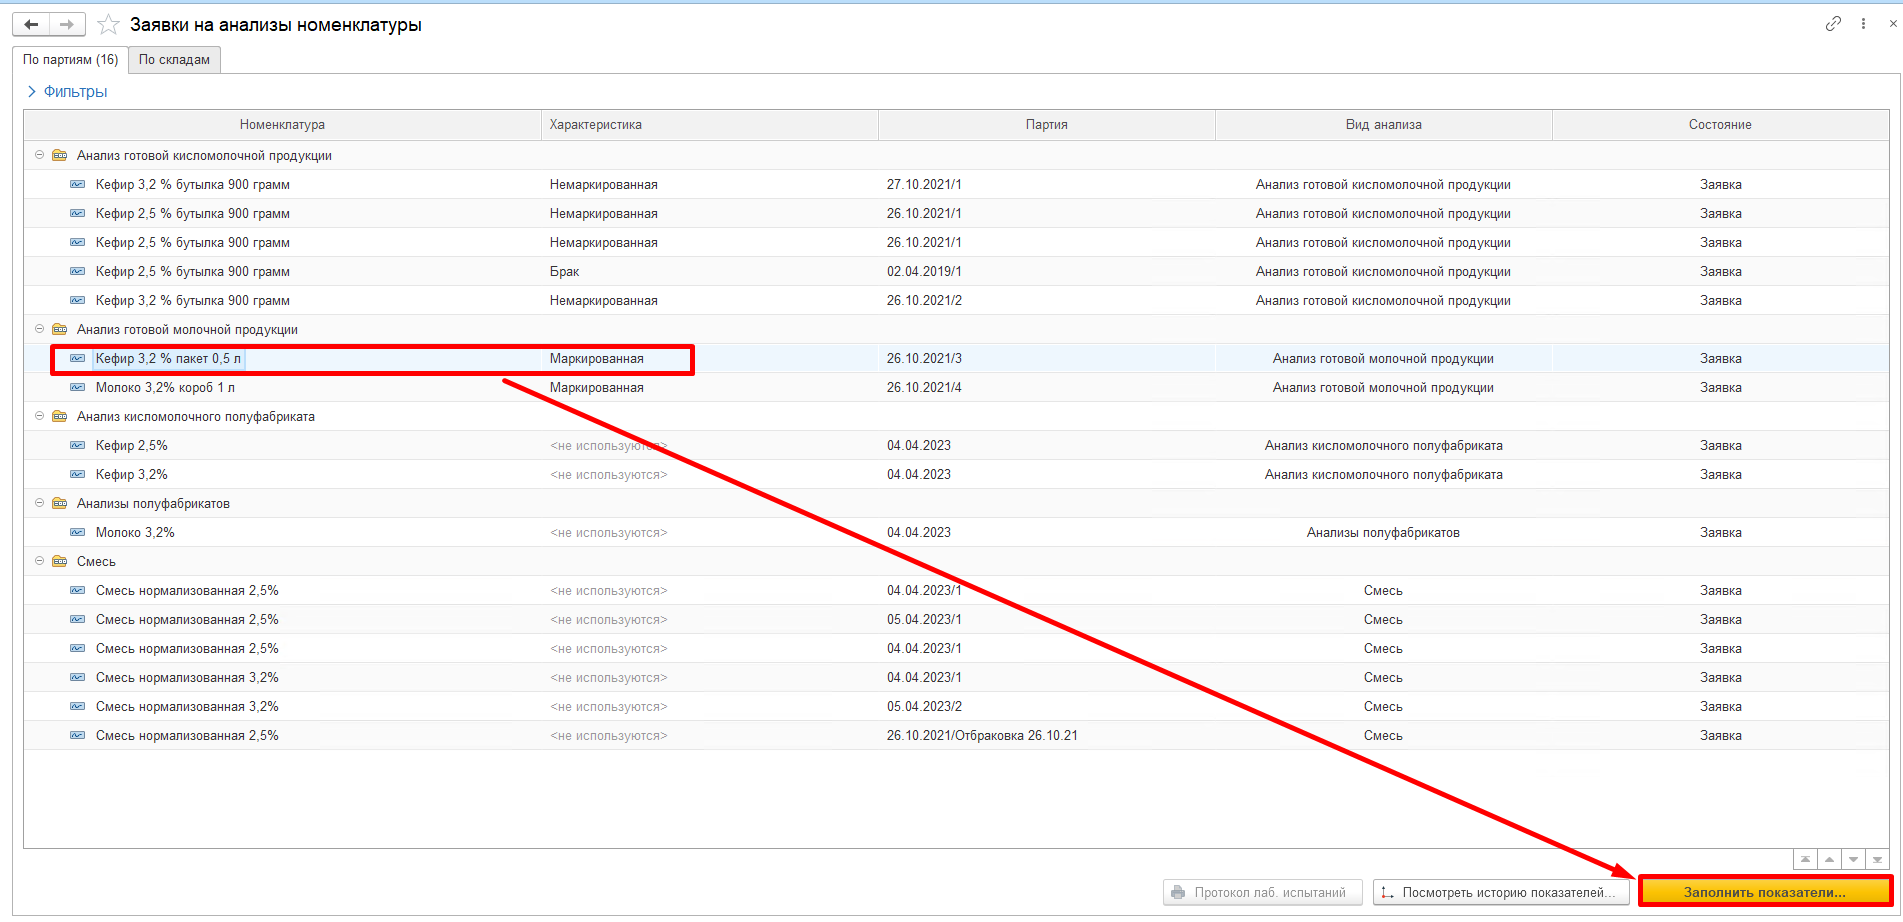 Заявки на анализы номенклатуры
По партиям (16) По складам
Фильтры
Номенклатура Характеристика Партия Вид анализа Состояние
Анализ готовой кисломолочной продукции
Кефир 3,2 % бутылка 900 грамм Немаркированная 27.10.2021/1 Анализ готовой кисломолочной продукции Заявка
Кефир 2,5 % бутылка 900 грамм Немаркированная 26.10.2021/1 Анализ готовой кисломолочной продукции Заявка
Кефир 2,5 % бутылка 900 грамм Немаркированная 26.10.2021/1 Анализ готовой кисломолочной продукции Заявка
Кефир 2,5 % бутылка 900 грамм Брак 02.04.2019/1 Анализ готовой кисломолочной продукции Заявка
Кефир 3,2 % бутылка 900 грамм Немаркированная 26.10.2021/2 Анализ готовой кисломолочной продукции Заявка
Анализ готовой молочной продукции
Кефир 3,2 % пакет 0,5 л Маркированная 26.10.2021/3 Анализ готовой молочной продукции Заявка
Молоко 3,2% короб 1 л Маркированная 26.10.2021/4 Анализ готовой молочной продукции Заявка
Анализ кисломолочного полуфабриката
Кефир 2,5% <не используются> 04.04.2023 Анализ кисломолочного полуфабриката Заявка
Кефир 3,2% <не используются> 04.04.2023 Анализ кисломолочного полуфабриката Заявка
Анализы полуфабрикатов
Молоко 3,2% <не используются> 04.04.2023 Анализы полуфабрикатов Заявка
Смесь
Смесь нормализованная 2,5% <не используются> 04.04.2023/1 Смесь Заявка
Смесь нормализованная 2,5% <не используются> 05.04.2023/1 Смесь Заявка
Смесь нормализованная 2,5% <не используются> 04.04.2023/1 Смесь Заявка
Смесь нормализованная 3,2% <не используются> 04.04.2023/1 Смесь Заявка
Смесь нормализованная 3,2% <не используются> 05.04.2023/2 Смесь Заявка
Смесь нормализованная 2,5% <не используются> 26.10.2021/Отбраковка 26.10.21 Смесь Заявка
Протокол лаб. испытаний Посмотреть историю показателей... Заполнить показатели...